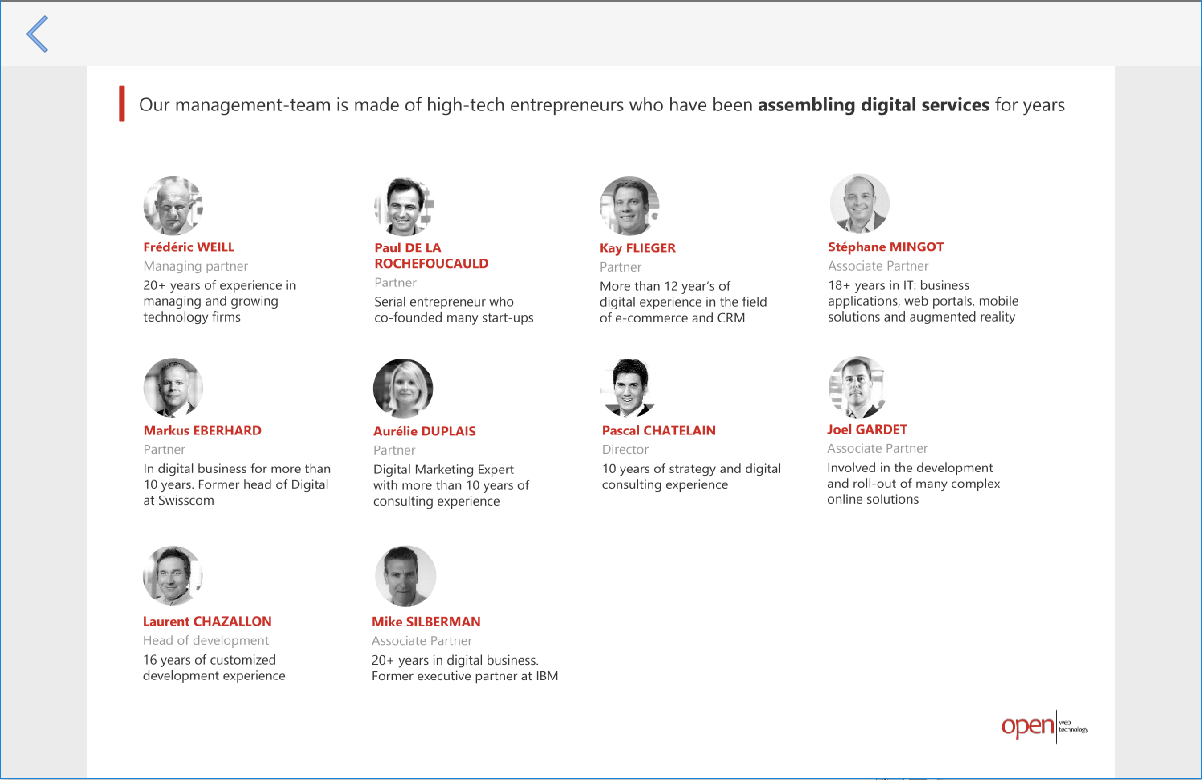 Our management-team is made of high-tech entrepreneurs who have been assembling digital services for years
Frédéric WEILL
Managing partner
20+ years of experience in
managing and growing
technology firms
Paul DE LA
ROCHEFOUCAULD
Partner
Serial entrepreneur who
co-founded many start-ups
Kay FLIEGER
Partner
More than 12 year's of
digital experience in the field
of e-commerce and CRM
Stéphane MINGOT
Associate Partner
18+ years in IT: business
applications, web portals, mobile
solutions and augmented reality
Markus EBERHARD
Partner
In digital business for more than
10 years. Former head of Digital
at Swisscom
Aurélie DUPLAIS
Partner
Digital Marketing Expert
with more than 10 years of
consulting experience
Pascal CHATELAIN
Director
10 years of strategy and digital
consulting experience
Joel GARDET
Associate Partner
Involved in the development
and roll-out of many complex
online solutions
Laurent CHAZALLON
Head of development
16 years of customized
development experience
Mike SILBERMAN
Associate Partner
20+ years in digital business.
Former executive partner at IBM
open web
technology